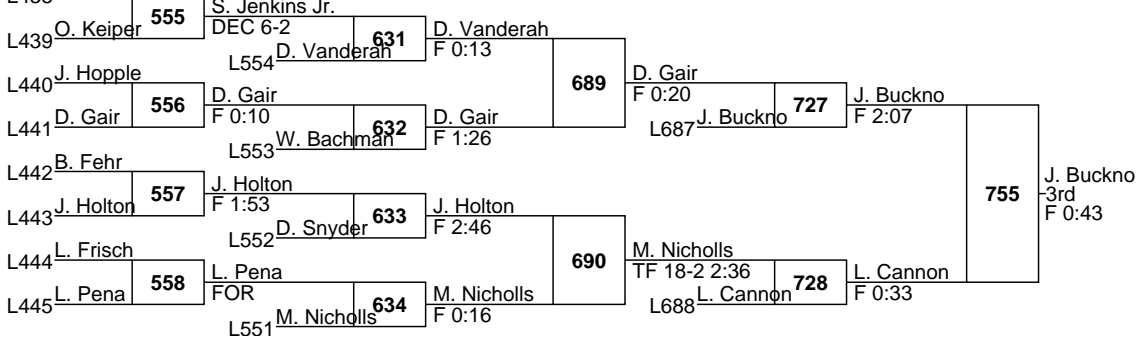 555
S. Jenkins Jr.
DEC 6-2
L439 O. Keiper
631
D. Vanderah
F 0:13
L554 D. Vanderah
L440 J. Hopple
689
D. Gair
F 0:20
556
D. Gair
F 0:10
727
J. Buckno
F 2:07
L441 D. Gair
632
D. Gair
F 1:26
L687 J. Buckno
L553 W. Bachman
L442 B. Fehr
557
J. Holton
F 1:53
755
J. Buckno
3rd
F 0:43
L443 J. Holton
633
J. Holton
F 2:46
L552 D. Snyder
L444 L. Frisch
690
M. Nicholls
TF 18-2 2:36
558
L. Pena
FOR
728
L. Cannon
F 0:33
L445 L. Pena
634
M. Nicholls
F 0:16
L688 L. Cannon
L551 M. Nicholls